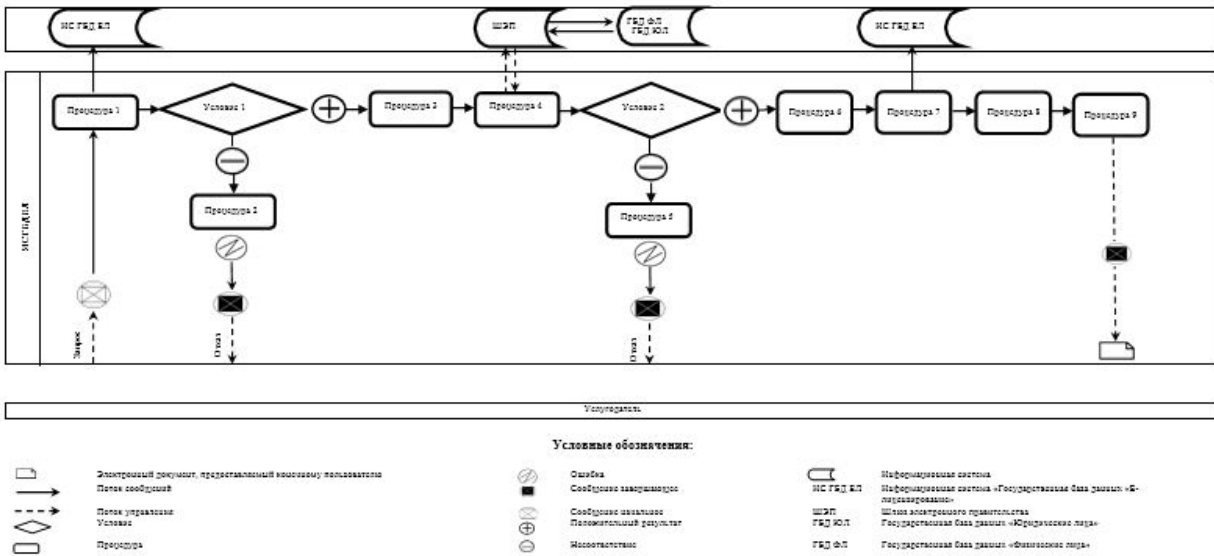 ИС ГБД ЕЛ
ШЭП
ГБД ФЛ
ГБД ЮЛ
ИС ГБД ЕЛ
Процедура 1
Условие 1
Процедура 3
Процедура 4
Условие 2
Процедура 6
Процедура 7
Процедура 8
Процедура 9
Процедура 2
Процедура 5
ИС ГБД ЕЛ
Запрос
Отказ
Отказ
Услугодатель
Условные обозначения:
Электронный документ, предоставляемый конечному пользователю
Поток сообщений
Поток управления
Условие
Процедура
Ошибка
Сообщение завершающее
Сообщение начальное
Положительный результат
Несоответствие
Информационная система
ИС ГБД ЕЛ
Информационная система «Государственная база данных «Е-
лицензирование»
ШЭП
Шлюз электронного правительства
ГБД ЮЛ
Государственная база данных «Юридические лица»
ГБД ФЛ
Государственная база данных «Физические лица»